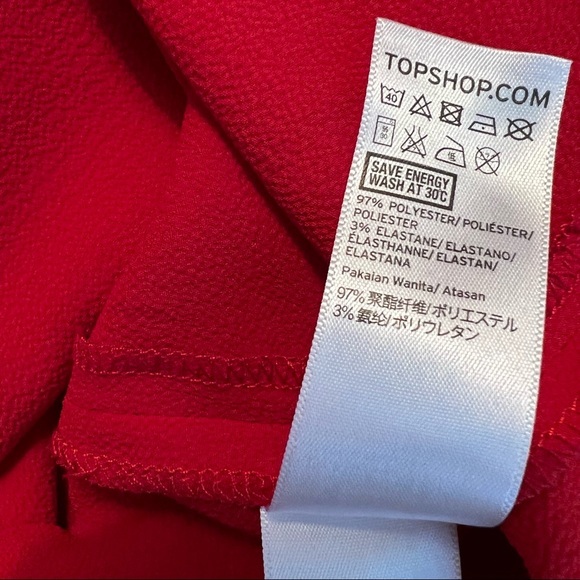 TOPSHOP.COM
40
SAVE ENERGY
WASH AT 30°C
97% POLYESTER/ POLIÉSTER/
POLIESTER
3% ELASTANE/ ELASTANO/
ÉLASTHANNE/ ELASTAN/
ELASTANA
Pakaian Wanita/ Atasan
97% 聚酯纤维/ポリエステル
3% 氨纶/ポリウレタン